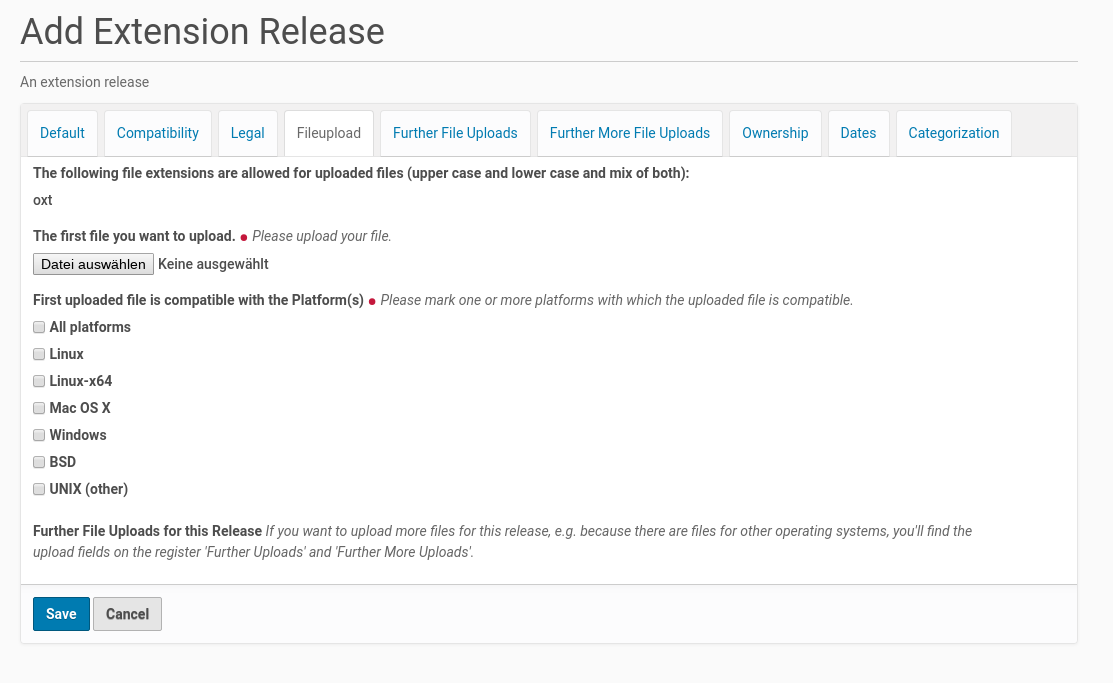 Add Extension Release
An extension release
Default Compatibility Legal Fileupload Further File Uploads Further More File Uploads Ownership Dates Categorization
The following file extensions are allowed for uploaded files (upper case and lower case and mix of both):
oxt
The first file you want to upload. ● Please upload your file.
Datei auswählen Keine ausgewählt
First uploaded file is compatible with the Platform(s) ● Please mark one or more platforms with which the uploaded file is compatible.
All platforms
Linux
Linux-x64
Mac OS X
Windows
BSD
UNIX (other)
Further File Uploads for this Release If you want to upload more files for this release, e.g. because there are files for other operating systems, you'll find the
upload fields on the register 'Further Uploads' and 'Further More Uploads'.
Save Cancel